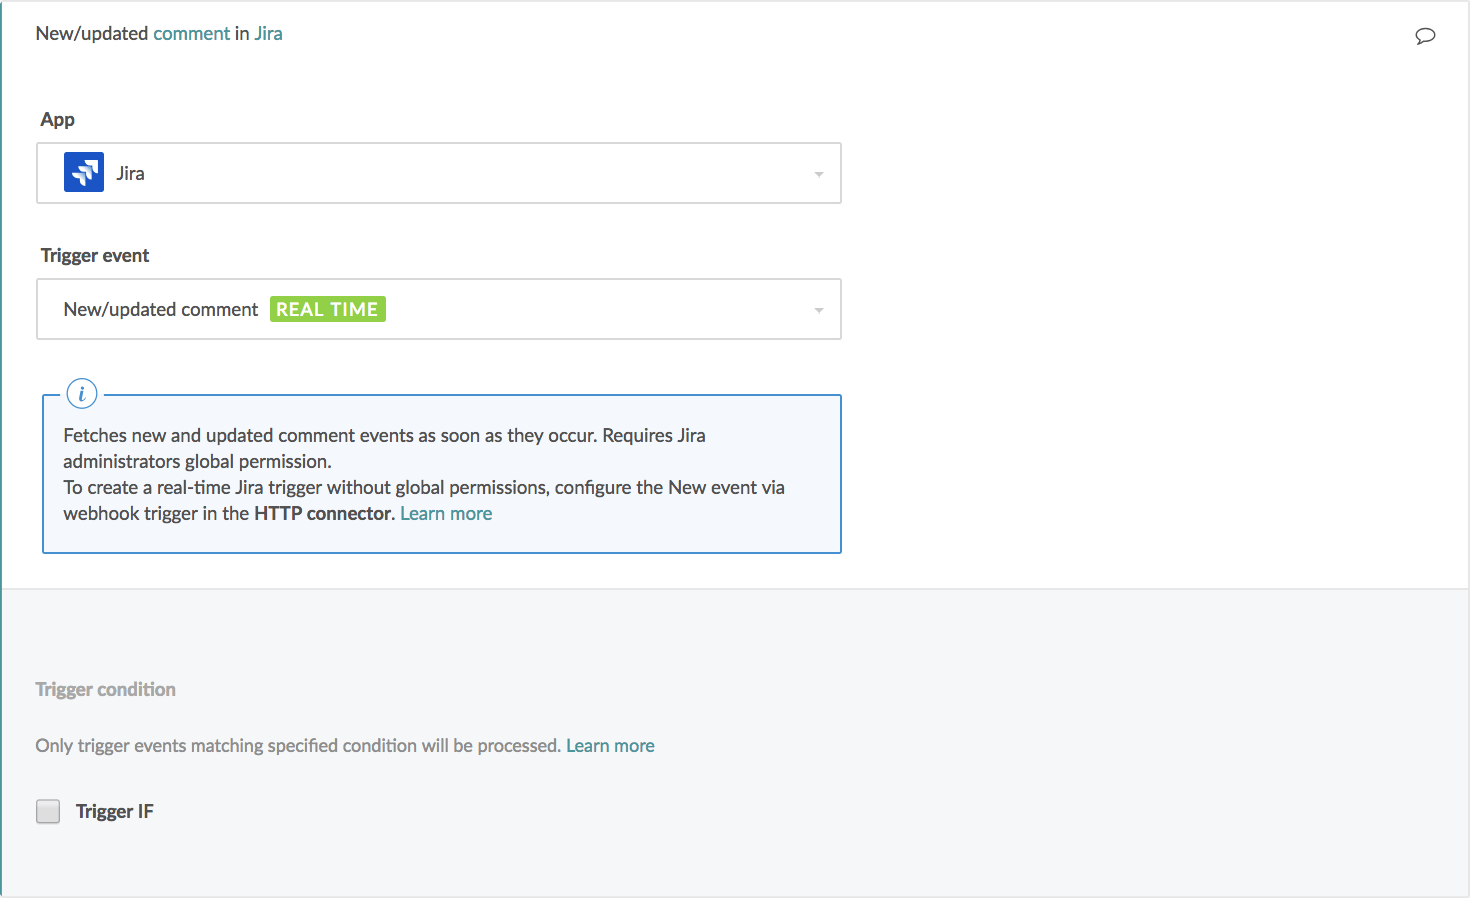 New/updated comment in Jira
App
Jira
Trigger event
New/updated comment REAL TIME
i
Fetches new and updated comment events as soon as they occur. Requires Jira
administrators global permission.
To create a real-time Jira trigger without global permissions, configure the New event via
webhook trigger in the HTTP connector. Learn more
Trigger condition
Only trigger events matching specified condition will be processed. Learn more
Trigger IF